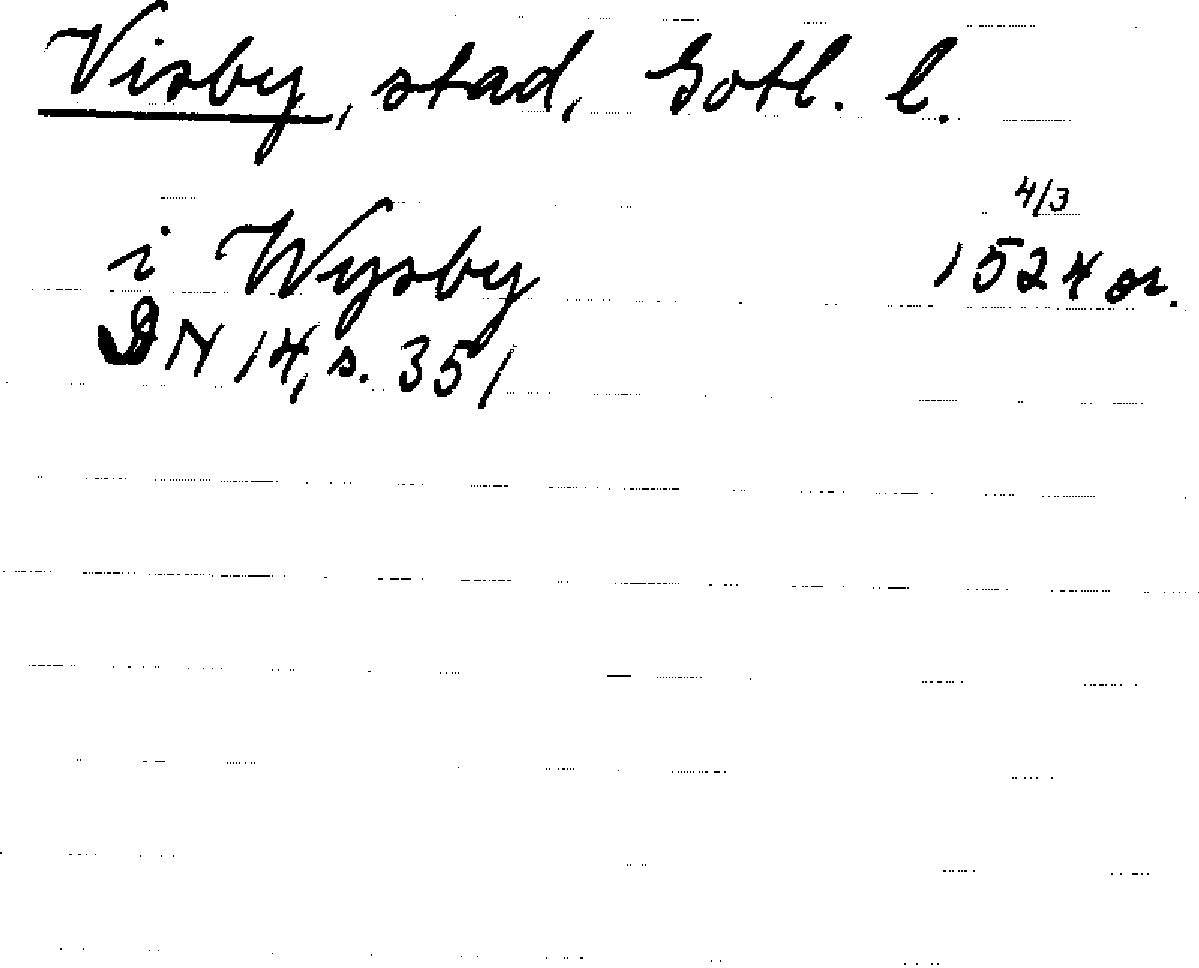 Visby, stad, Gotl. l.
i Wysby 4/3 1524 or.
DN 14, s. 351